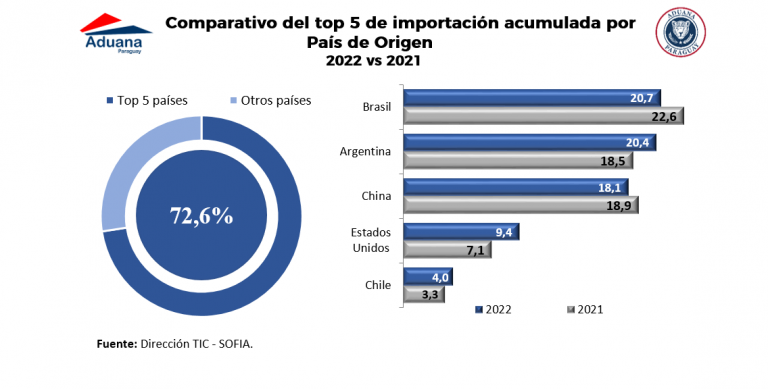 Aduana
Paraguay
Comparativo del top 5 de importación acumulada por
País de Origen
2022 vs 2021
ADUANA
PARAGUAY
Top 5 países
Otros países
72,6%
Brasil
20,7
22,6
Argentina
20,4
18,5
China
18,1
18,9
Estados
Unidos
9,4
7,1
Chile
4,0
3,3
2022
2021
Fuente: Dirección TIC - SOFIA.